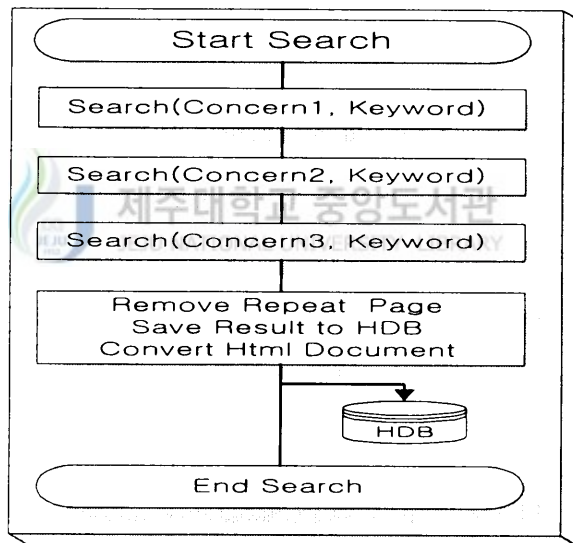 Start Search
Search(Concern1, Keyword)
Search(Concern2, Keyword)
제주대학교 중앙도서관
Search(Concern3, Keyword)
Remove Repeat Page
Save Result to HDB
Convert Html Document
HDB
End Search